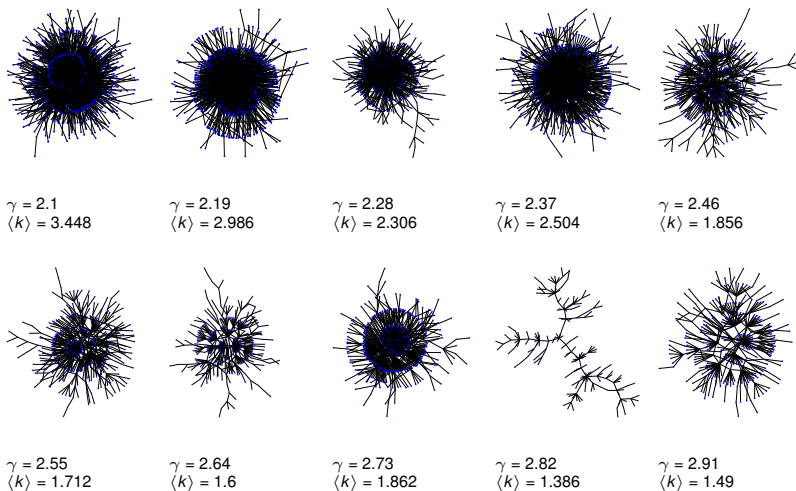 γ = 2.1
⟨k⟩ = 3.448
γ = 2.19
⟨k⟩ = 2.986
γ = 2.28
⟨k⟩ = 2.306
γ = 2.37
⟨k⟩ = 2.504
γ = 2.46
⟨k⟩ = 1.856
γ = 2.55
⟨k⟩ = 1.712
γ = 2.64
⟨k⟩ = 1.6
γ = 2.73
⟨k⟩ = 1.862
γ = 2.82
⟨k⟩ = 1.386
γ = 2.91
⟨k⟩ = 1.49